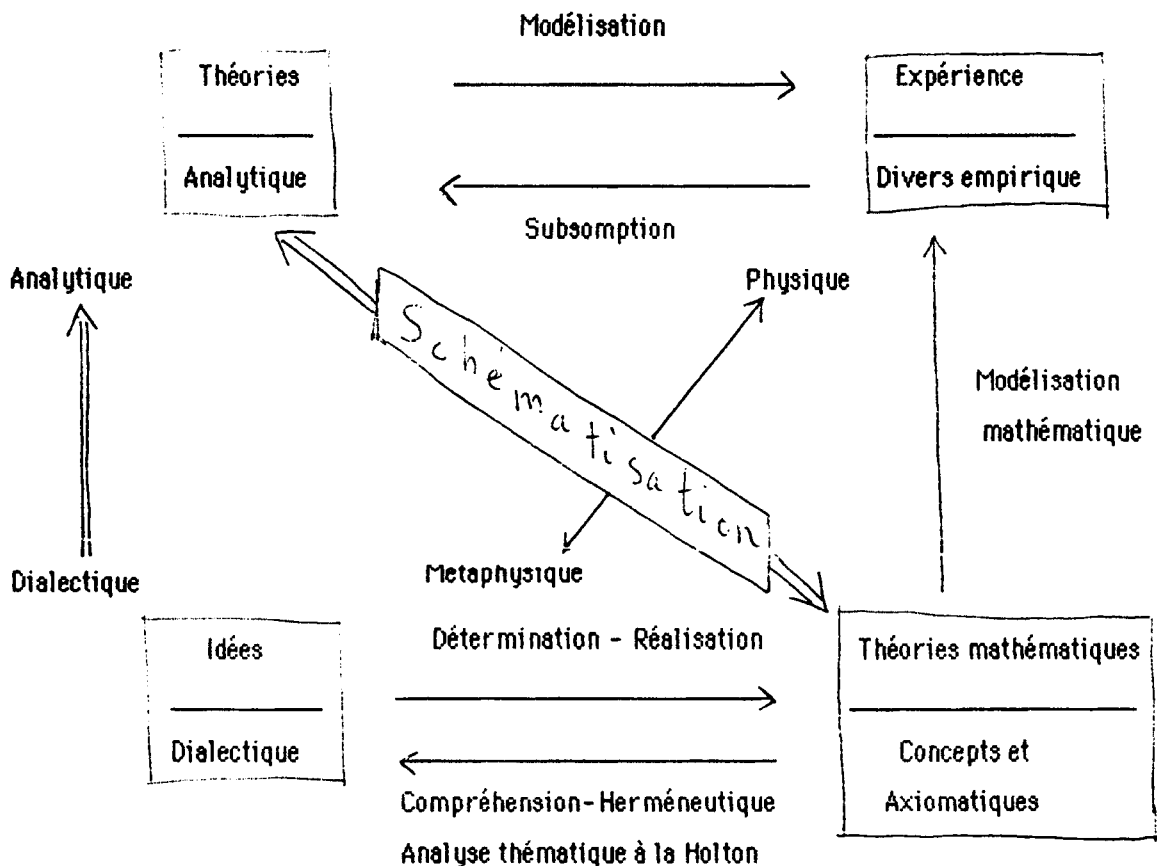 Modélisation
Théories
Expérience
Analytique
Divers empirique
Subsomption
Analytique
Physique
Schématisation
Modélisation
mathématique
Dialectique
Metaphysique
Idées
Détermination - Réalisation
Théories mathématiques
Dialectique
Concepts et
Axiomatiques
Compréhension-Herméneutique
Analyse thématique à la Holton